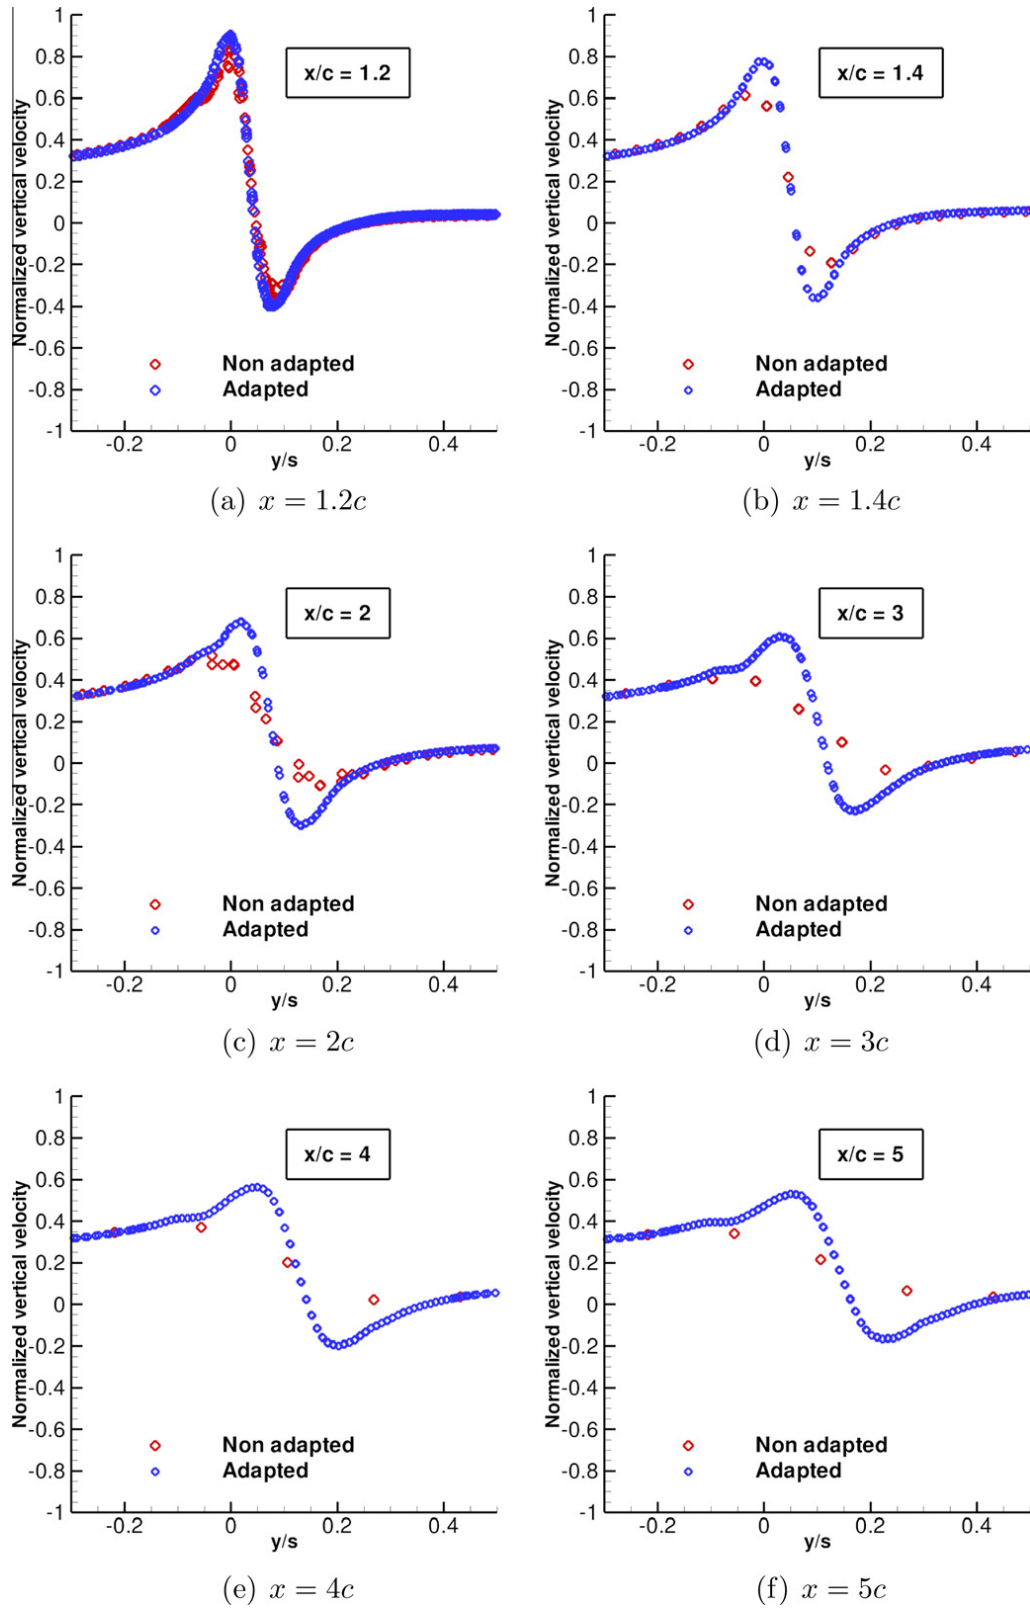 1
0.8
0.6
0.4
0.2
0
-0.2
-0.4
-0.6
-0.8
-1
Normalized vertical velocity
x/c = 1.2
Non adapted
Adapted
-0.2 0 0.2 0.4
y/s
(a) x = 1.2c
1
0.8
0.6
0.4
0.2
0
-0.2
-0.4
-0.6
-0.8
-1
Normalized vertical velocity
x/c = 1.4
Non adapted
Adapted
-0.2 0 0.2 0.4
y/s
(b) x = 1.4c
1
0.8
0.6
0.4
0.2
0
-0.2
-0.4
-0.6
-0.8
-1
Normalized vertical velocity
x/c = 2
Non adapted
Adapted
-0.2 0 0.2 0.4
y/s
(c) x = 2c
1
0.8
0.6
0.4
0.2
0
-0.2
-0.4
-0.6
-0.8
-1
Normalized vertical velocity
x/c = 3
Non adapted
Adapted
-0.2 0 0.2 0.4
y/s
(d) x = 3c
1
0.8
0.6
0.4
0.2
0
-0.2
-0.4
-0.6
-0.8
-1
Normalized vertical velocity
x/c = 4
Non adapted
Adapted
-0.2 0 0.2 0.4
y/s
(e) x = 4c
1
0.8
0.6
0.4
0.2
0
-0.2
-0.4
-0.6
-0.8
-1
Normalized vertical velocity
x/c = 5
Non adapted
Adapted
-0.2 0 0.2 0.4
y/s
(f) x = 5c